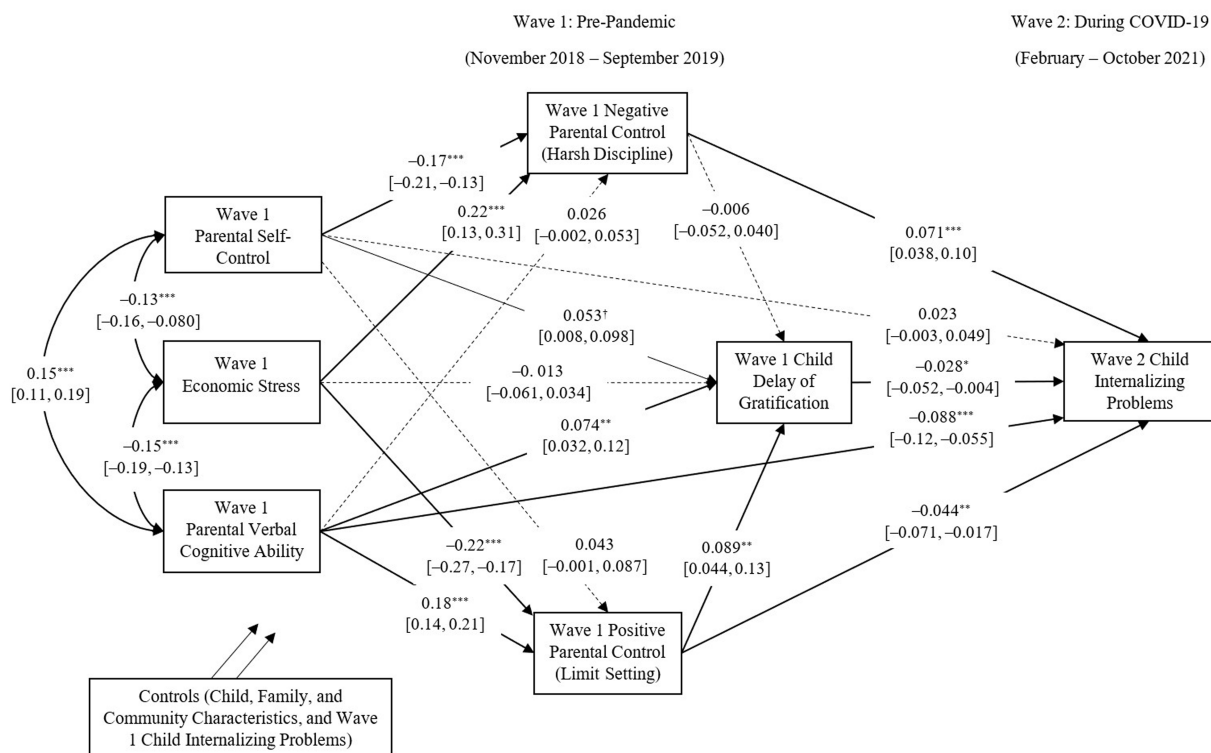 Wave 1: Pre-Pandemic
(November 2018 – September 2019)
Wave 2: During COVID-19
(February – October 2021)
Wave 1 Negative
Parental Control
(Harsh Discipline)
Wave 1
Parental Self-
Control
Wave 1
Economic Stress
Wave 1
Parental Verbal
Cognitive Ability
Wave 1 Child
Delay of
Gratification
Wave 2 Child
Internalizing
Problems
Wave 1 Positive
Parental Control
(Limit Setting)
Controls (Child, Family, and
Community Characteristics, and Wave
1 Child Internalizing Problems)
–0.17***
[–0.21, –0.13]
0.22***
[0.13, 0.31]
0.026
[–0.002, 0.053]
–0.006
[–0.052, 0.040]
0.071***
[0.038, 0.10]
–0.13***
[–0.16, –0.080]
0.15***
[0.11, 0.19]
–0.15***
[–0.19, –0.13]
0.053†
[0.008, 0.098]
–0.013
[–0.061, 0.034]
0.074**
[0.032, 0.12]
0.023
[–0.003, 0.049]
–0.028*
[–0.052, –0.004]
–0.088***
[–0.12, –0.055]
–0.044**
[–0.071, –0.017]
–0.22***
[–0.27, –0.17]
0.043
[–0.001, 0.087]
0.089**
[0.044, 0.13]
0.18***
[0.14, 0.21]